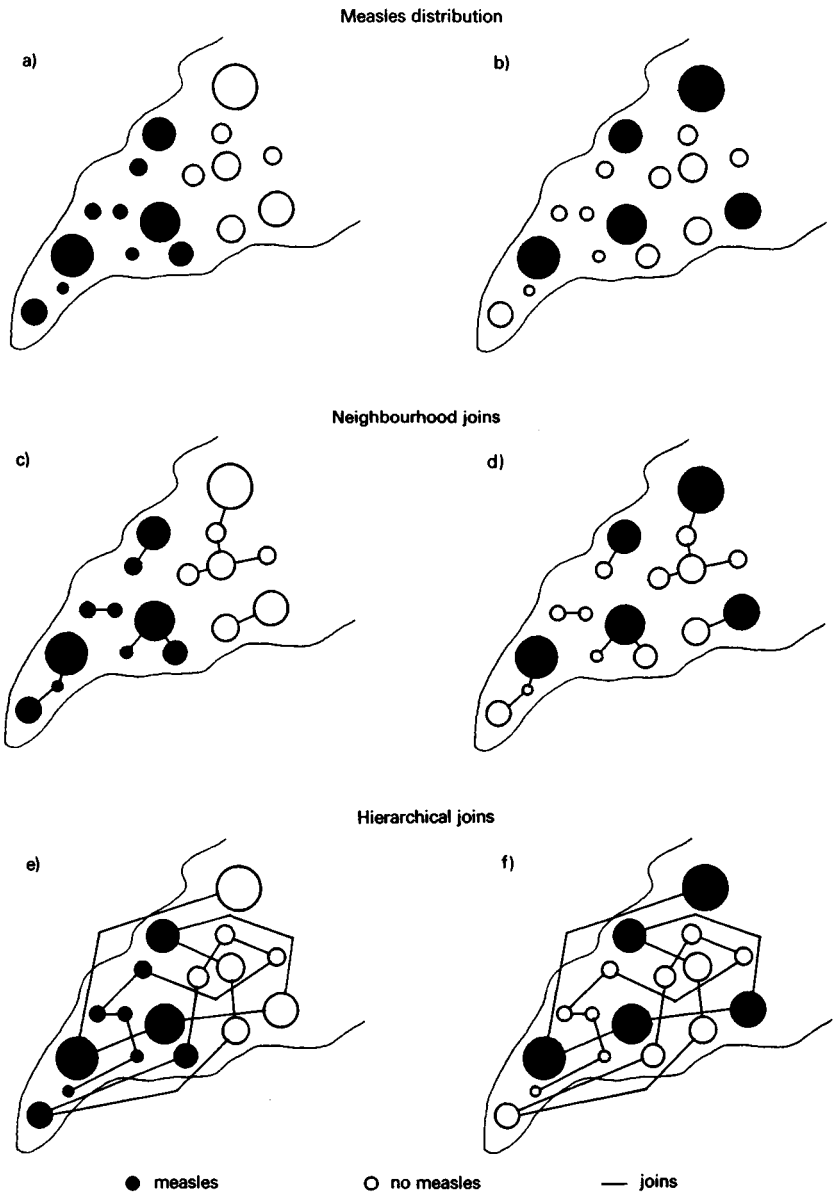 Measles distribution
a)
b)
Neighbourhood joins
c)
d)
Hierarchical joins
e)
f)
measles
no measles
joins